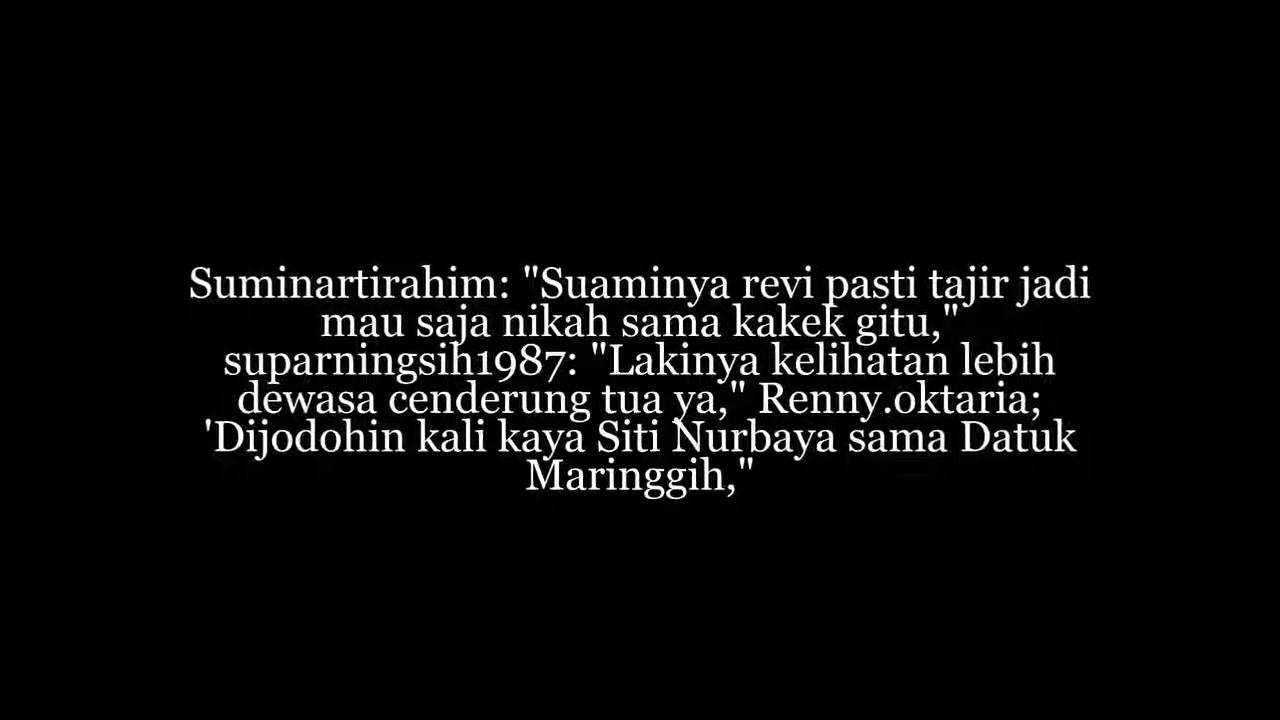 Suminartirahim: "Suaminya revi pasti tajir jadi
mau saja nikah sama kakek gitu,"
suparningsih1987: "Lakinya kelihatan lebih
dewasa cenderung tua ya," Renny.oktaria;
'Dijodohin kali kaya Siti Nurbaya sama Datuk
Maringgih,"